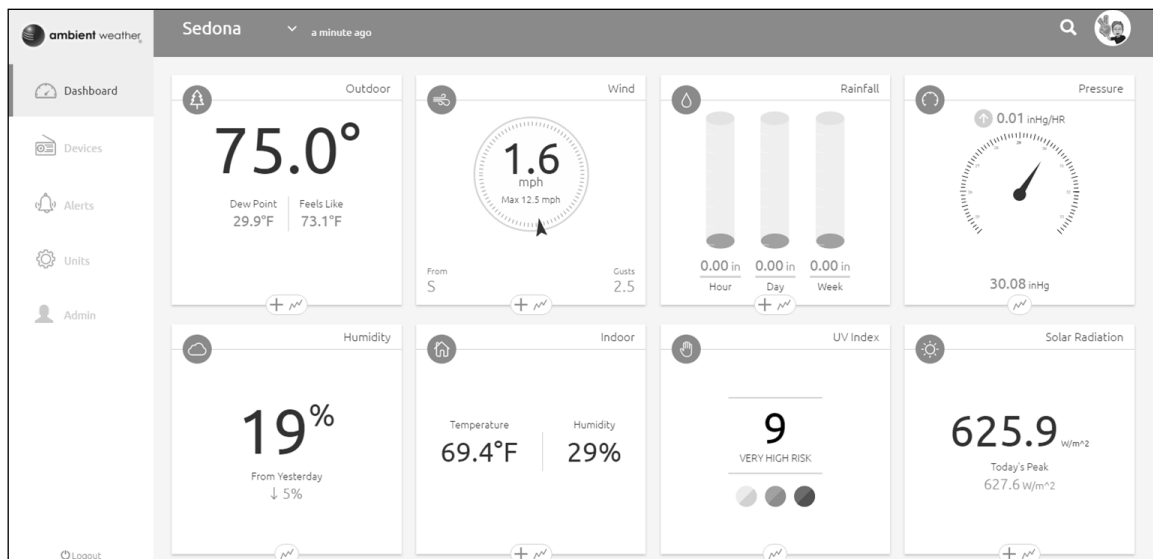 ambient weather
Sedona
a minute ago
Dashboard
Devices
Alerts
Units
Admin
Logout
Outdoor
75.0°
Dew Point
Feels Like
29.9°F
73.1°F
Wind
1.6
mph
Max 12.5 mph
From
Gusts
S
2.5
Rainfall
0.00 in
0.00 in
0.00 in
Hour
Day
Week
Pressure
0.01 inHg/HR
30.08 inHg
Humidity
19%
From Yesterday
↓ 5%
Indoor
Temperature
Humidity
69.4°F
29%
UV Index
9
VERY HIGH RISK
Solar Radiation
625.9 W/m^2
Today's Peak
627.6 W/m^2